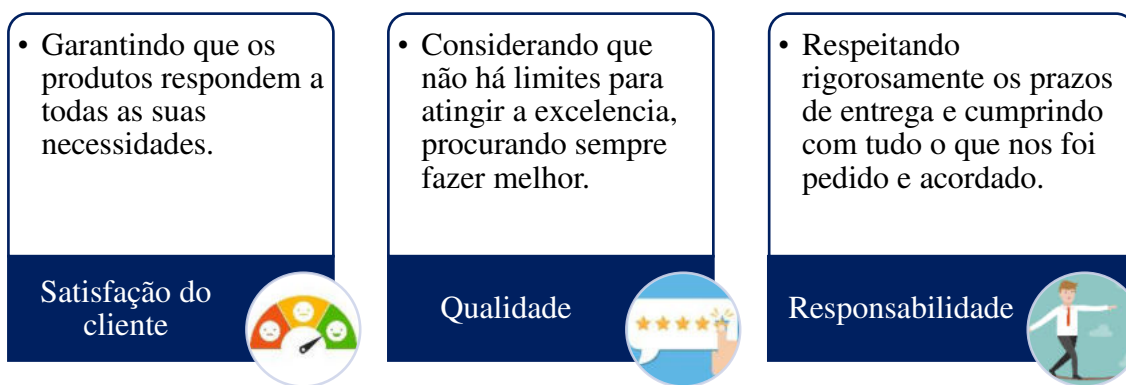 • Garantindo que os
produtos respondem a
todas as suas
necessidades.
Satisfação do
cliente
• Considerando que
não há limites para
atingir a excelencia,
procurando sempre
fazer melhor.
Qualidade
• Respeitando
rigorosamente os prazos
de entrega e cumprindo
com tudo o que nos foi
pedido e acordado.
Responsabilidade